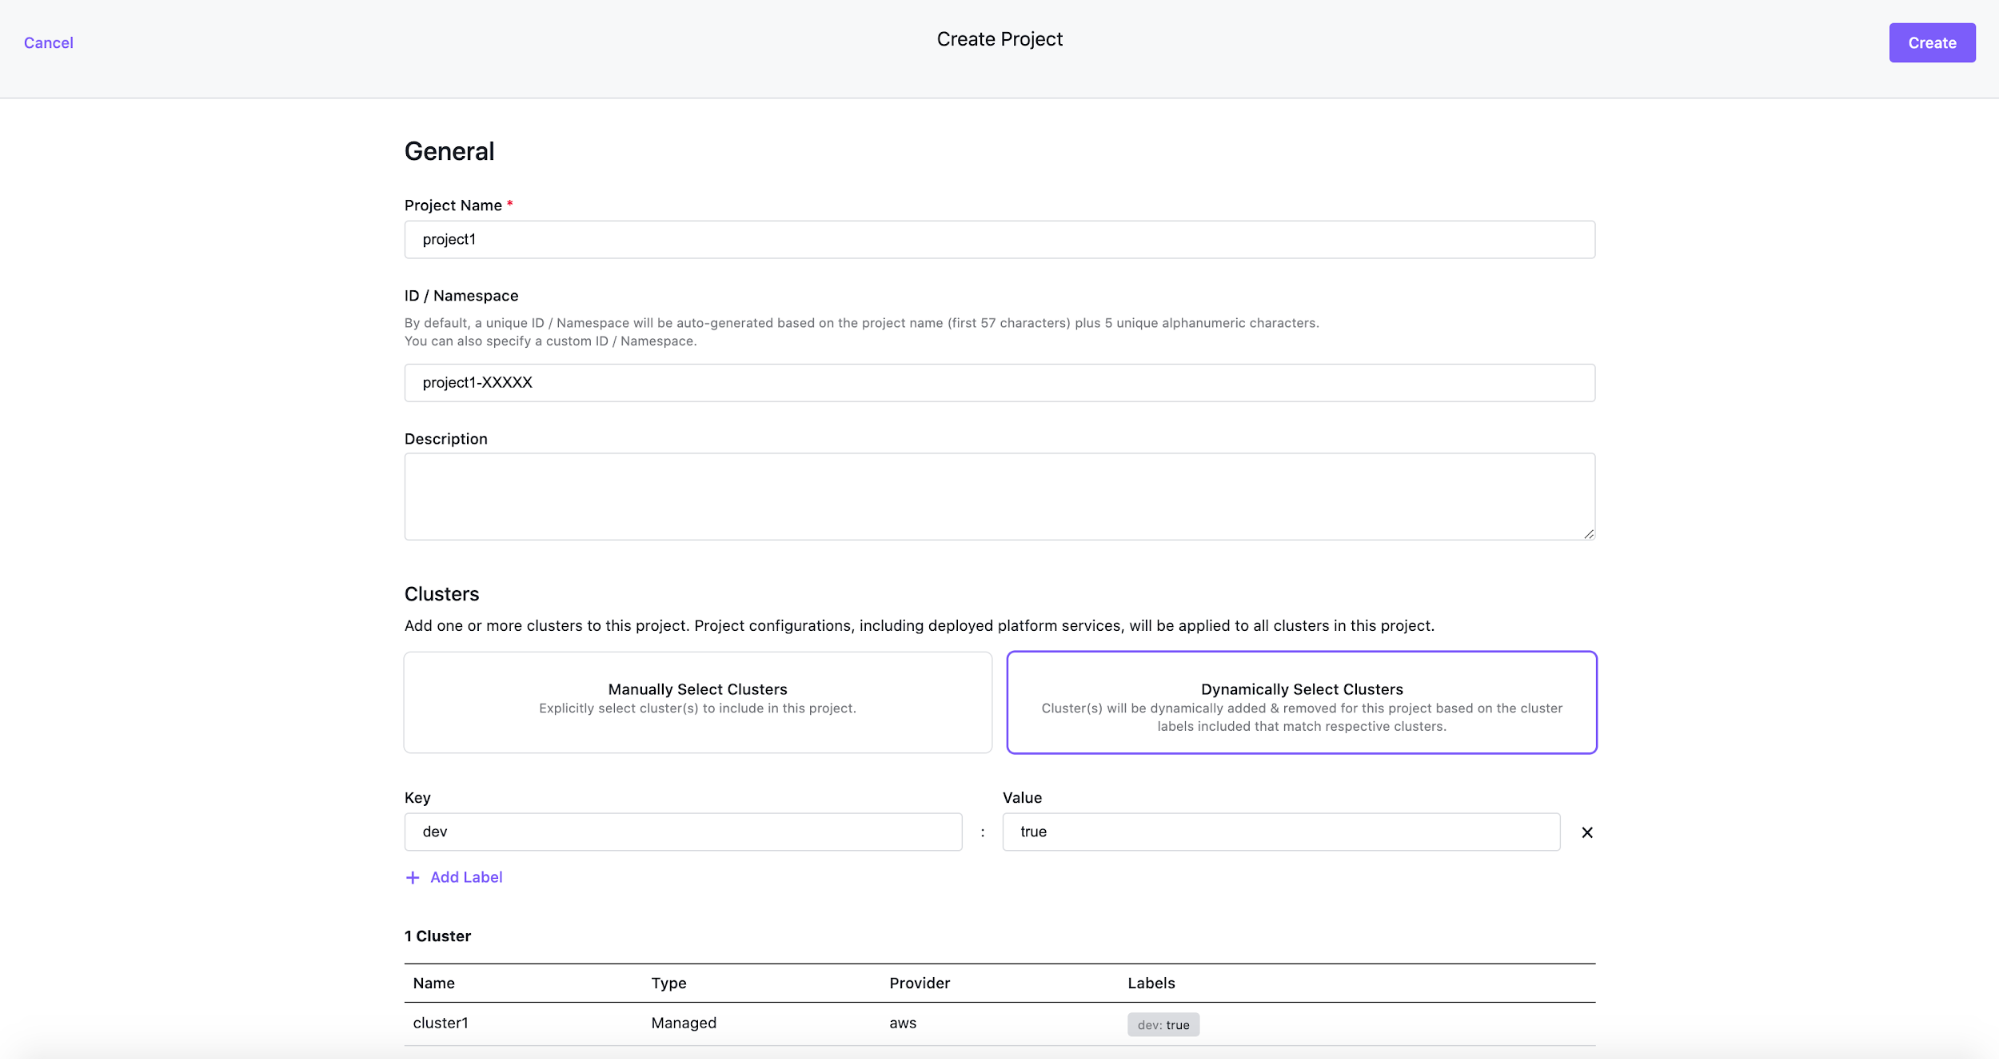 Cancel
Create Project
Create
General
Project Name *
project1
ID / Namespace
By default, a unique ID / Namespace will be auto-generated based on the project name (first 57 characters) plus 5 unique alphanumeric characters.
You can also specify a custom ID / Namespace.
project1-XXXXX
Description
Clusters
Add one or more clusters to this project. Project configurations, including deployed platform services, will be applied to all clusters in this project.
Manually Select Clusters
Explicitly select cluster(s) to include in this project.
Dynamically Select Clusters
Cluster(s) will be dynamically added & removed for this project based on the cluster
labels included that match respective clusters.
Key
Value
dev : true
+ Add Label
1 Cluster
Name Type Provider Labels
cluster1 Managed aws dev: true